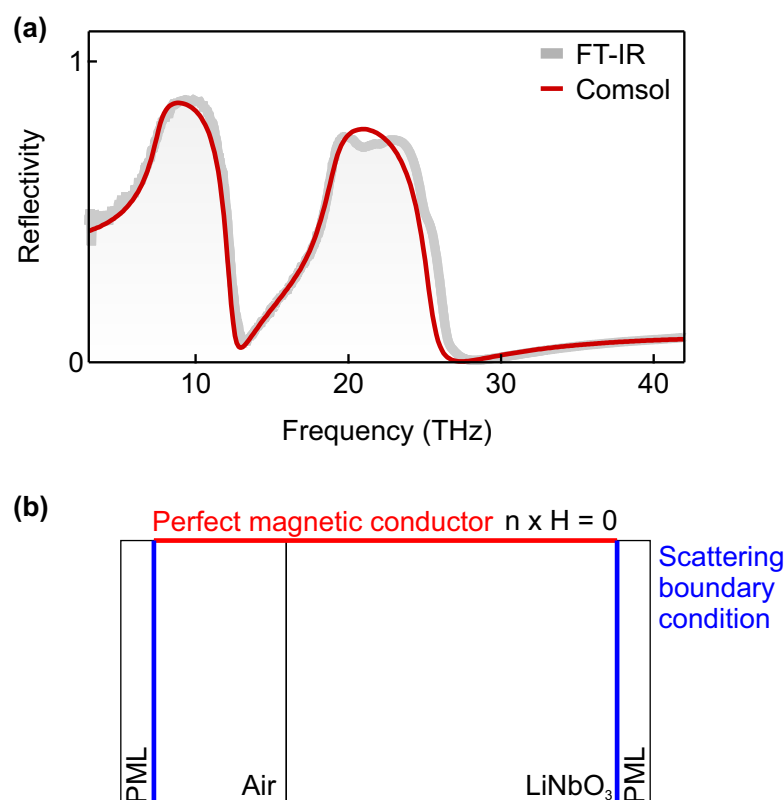 (a)
1
FT-IR
Comsol
Reflectivity
0
10
20
30
40
Frequency (THz)
(b)
Perfect magnetic conductor n x H = 0
Scattering
boundary
condition
PML
Air
LiNbO₃
PML